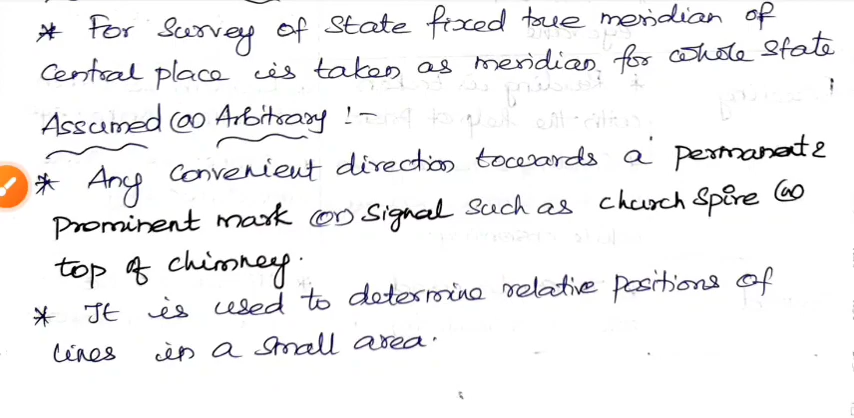 * For Survey of State fixed true meridian of
Central place is taken as meridian for whole State
Assumed (or) Arbitrary :-
* Any convenient direction towards a permanent &
Prominent mark (or) Signal such as church Spire (or)
top of chimney.
* It is used to determine relative positions of
lines in a small area.